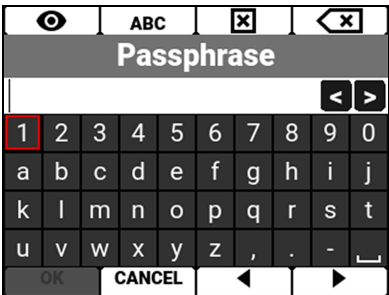 ABC
Passphrase
< >
1 2 3 4 5 6 7 8 9 0
a b c d e f g h i j
k l m n o p q r s t
u v w x y z , . -
OK CANCEL